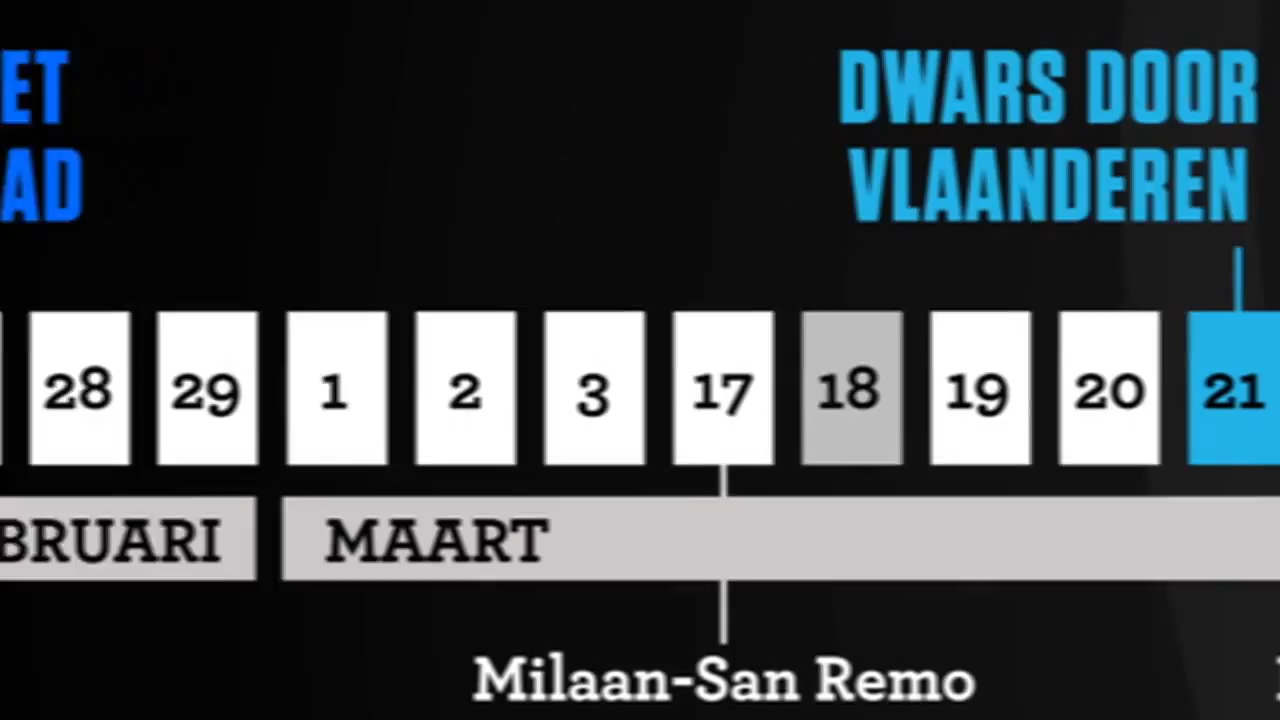 ET
AD
DWARS DOOR
VLAANDEREN
28 29 1 2 3 17 18 19 20 21
BRUARI MAART
Milaan-San Remo